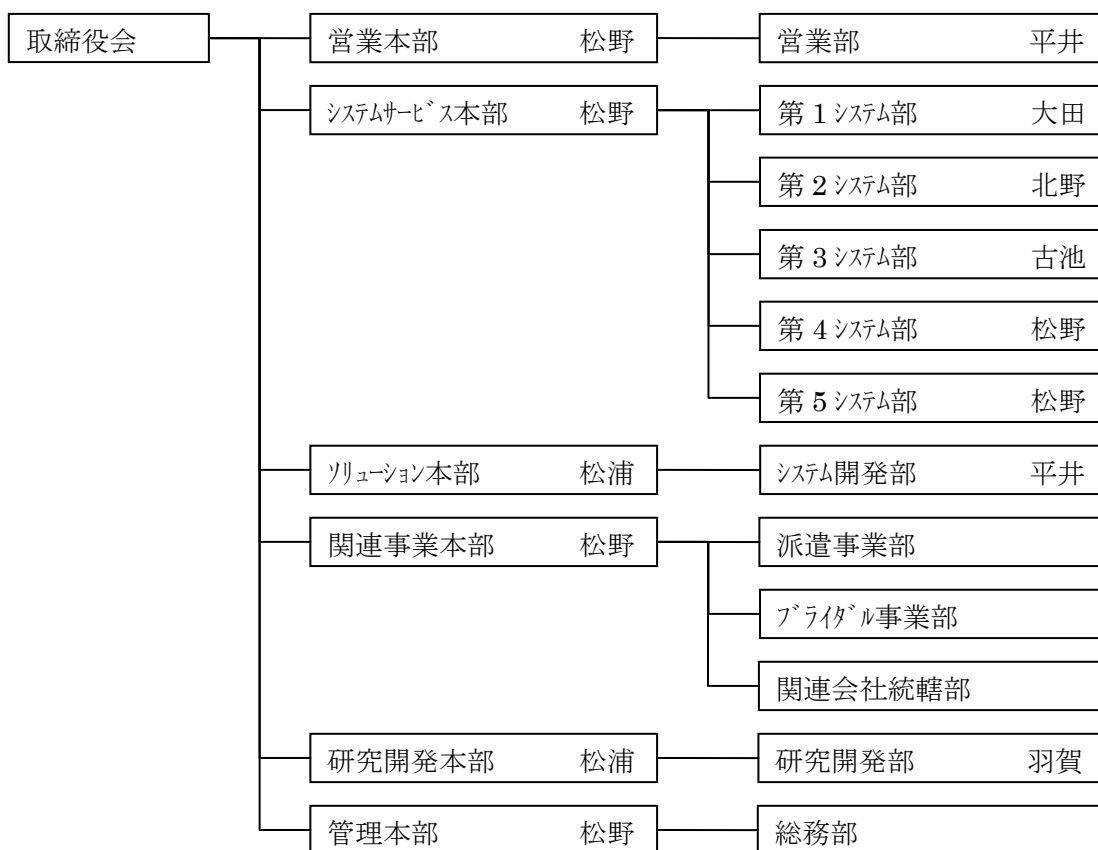 取締役会 営業本部 松野 営業部 平井
システムサービス本部 松野 第1システム部 大田
第2システム部 北野
第3システム部 古池
第4システム部 松野
第5システム部 松野
ソリューション本部 松浦 システム開発部 平井
関連事業本部 松野 派遣事業部
ブライダル事業部
関連会社統轄部
研究開発本部 松浦 研究開発部 羽賀
管理本部 松野 総務部